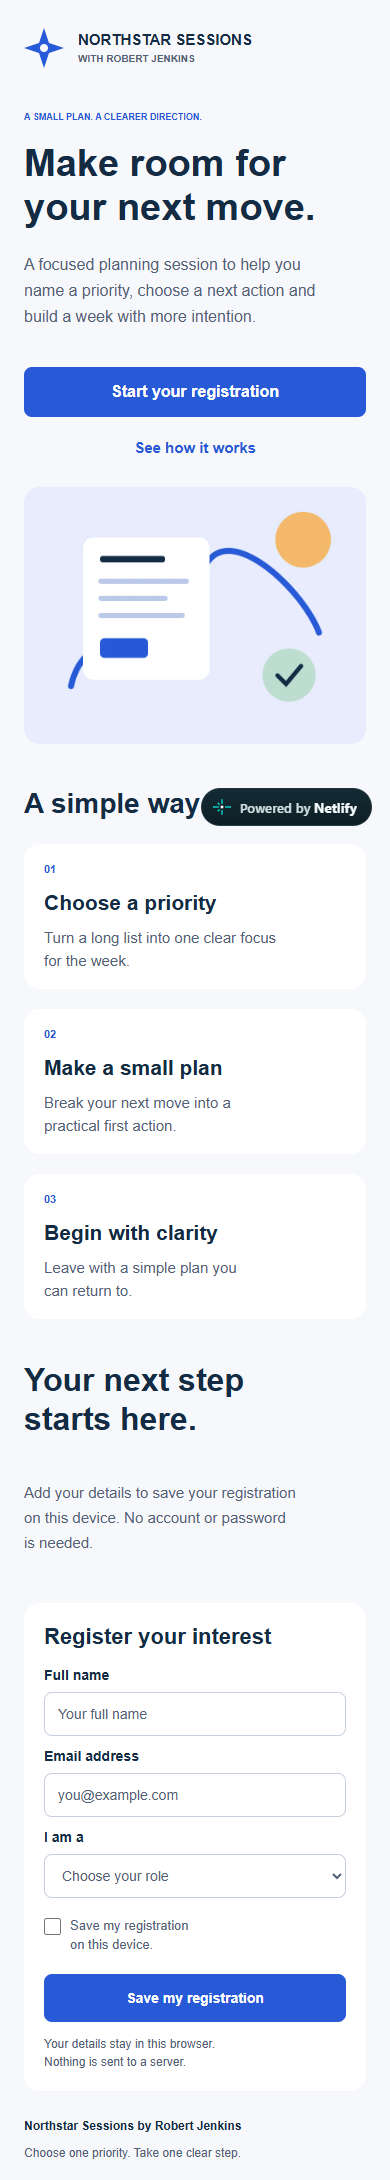 NORTHSTAR SESSIONS
WITH ROBERT JENKINS
A SMALL PLAN. A CLEARER DIRECTION.
Make room for
your next move.
A focused planning session to help you
name a priority, choose a next action and
build a week with more intention.
Start your registration
See how it works
A simple way
Powered by Netlify
01
Choose a priority
Turn a long list into one clear focus
for the week.
02
Make a small plan
Break your next move into a
practical first action.
03
Begin with clarity
Leave with a simple plan you
can return to.
Your next step
starts here.
Add your details to save your registration
on this device. No account or password
is needed.
Register your interest
Full name
Your full name
Email address
you@example.com
I am a
Choose your role
Save my registration
on this device.
Save my registration
Your details stay in this browser.
Nothing is sent to a server.
Northstar Sessions by Robert Jenkins
Choose one priority. Take one clear step.